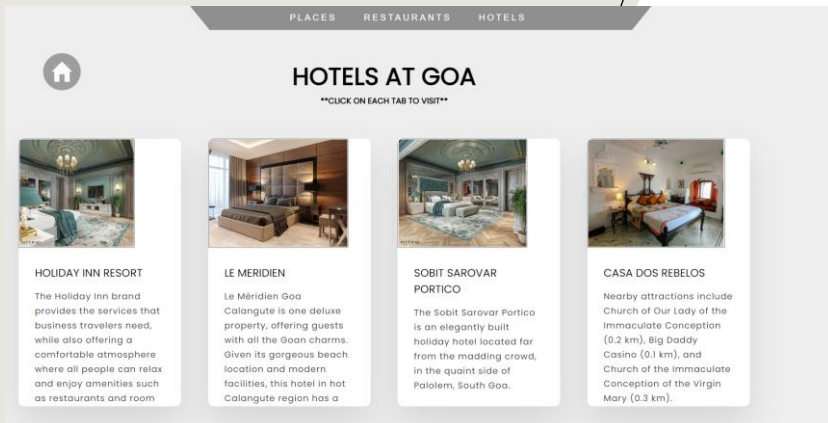 PLACES RESTAURANTS HOTELS
HOTELS AT GOA
**CLICK ON EACH TAB TO VISIT**
HOLIDAY INN RESORT
The Holiday Inn brand
provides the services that
business travelers need,
while also offering a
comfortable atmosphere
where all people can relax
and enjoy amenities such
as restaurants and room
LE MERIDIEN
Le Méridien Goa
Calangute is one deluxe
property, offering guests
with all the Goan charms.
Given its gorgeous beach
location and modern
facilities, this hotel in hot
Calangute region has a
SOBIT SAROVAR
PORTICO
The Sobit Sarovar Portico
is an elegantly built
holiday hotel located far
from the madding crowd,
in the quaint side of
Palolem, South Goa.
CASA DOS REBELOS
Nearby attractions include
Church of Our Lady of the
Immaculate Conception
(0.2 km), Big Daddy
Casino (0.1 km), and
Church of the Immaculate
Conception of the Virgin
Mary (0.3 km).